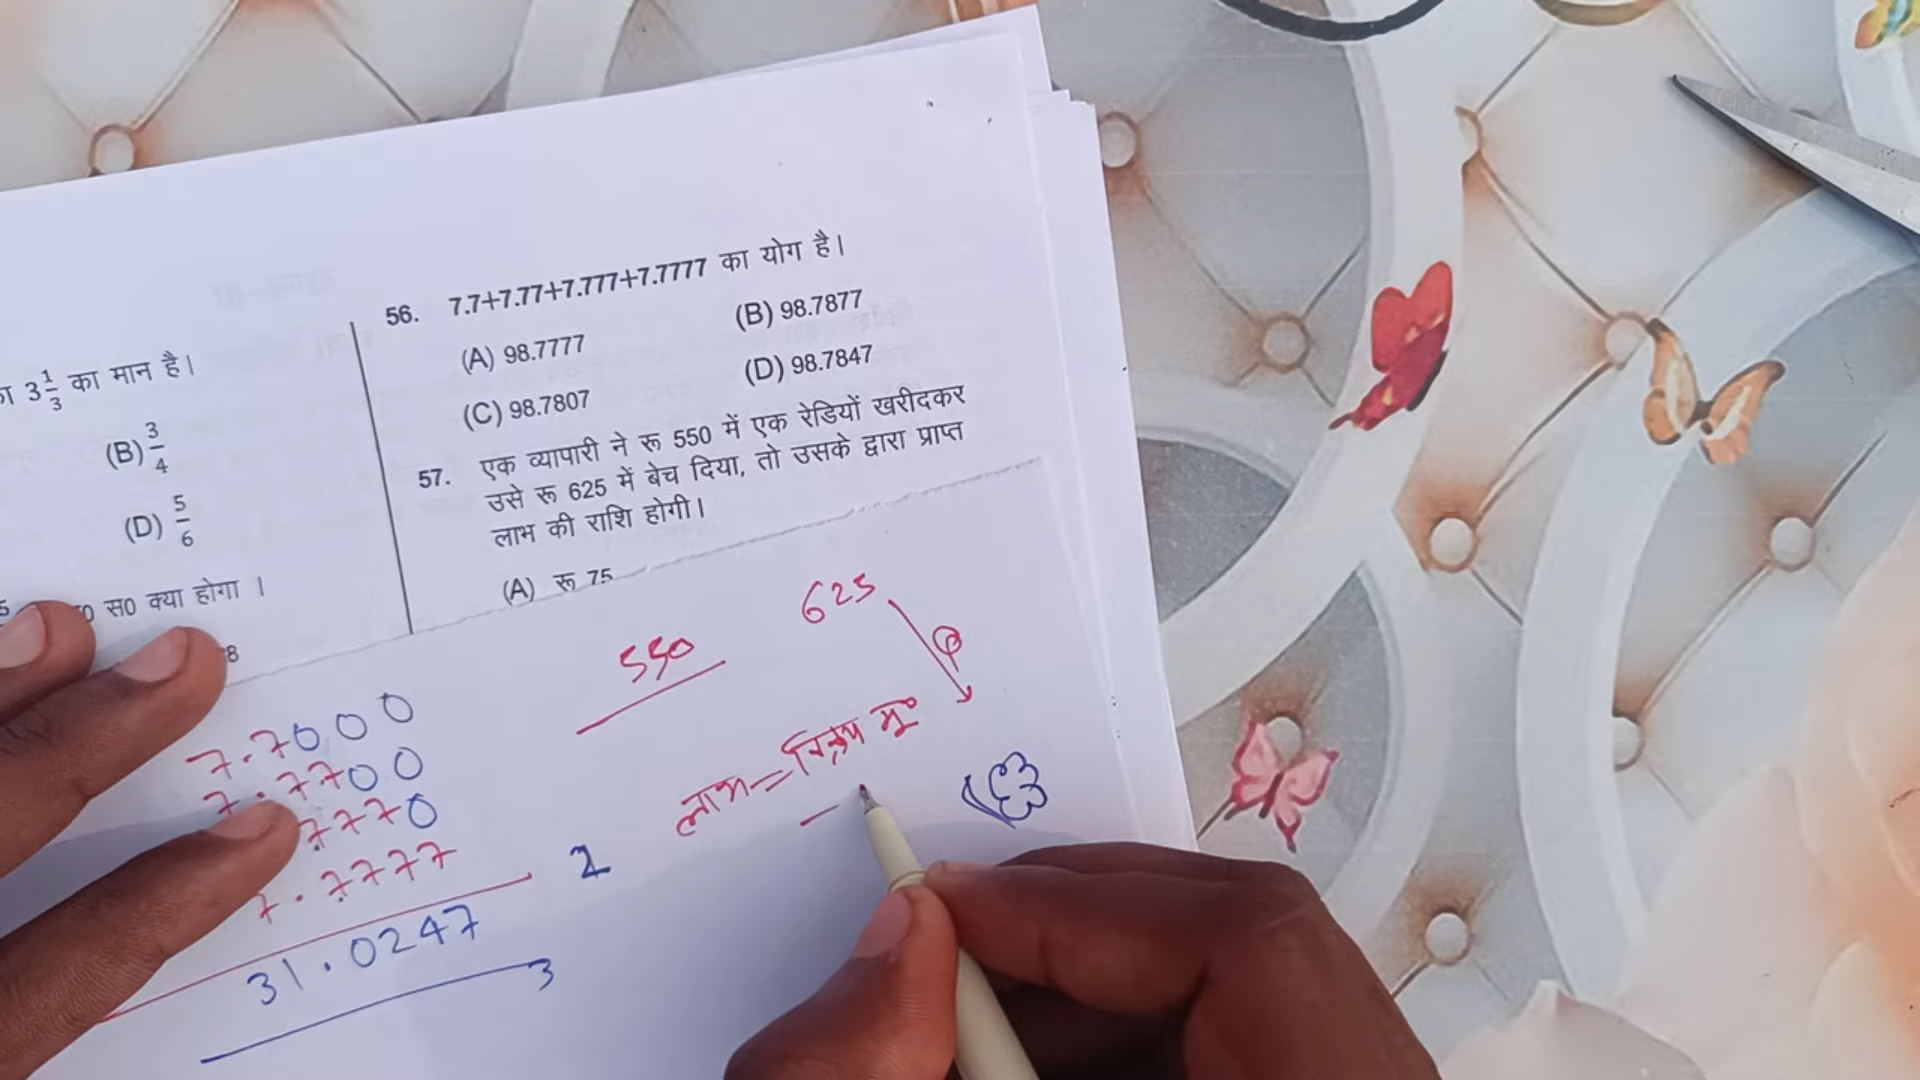 का 3 1/3 का मान है।
(B) 3/4
(D) 5/6
स0 क्या होगा ।
56. 7.7+7.77+7.777+7.7777 का योग है।
(A) 98.7777 (B) 98.7877
(C) 98.7807 (D) 98.7847
57. एक व्यापारी ने रू 550 में एक रेडियों खरीदकर
उसे रू 625 में बेच दिया, तो उसके द्वारा प्राप्त
लाभ की राशि होगी।
(A) रू 75
550 625
लाभ = विक्रय मू०
7.7000
7.7700
7770
7.7777
31.0247
2
3